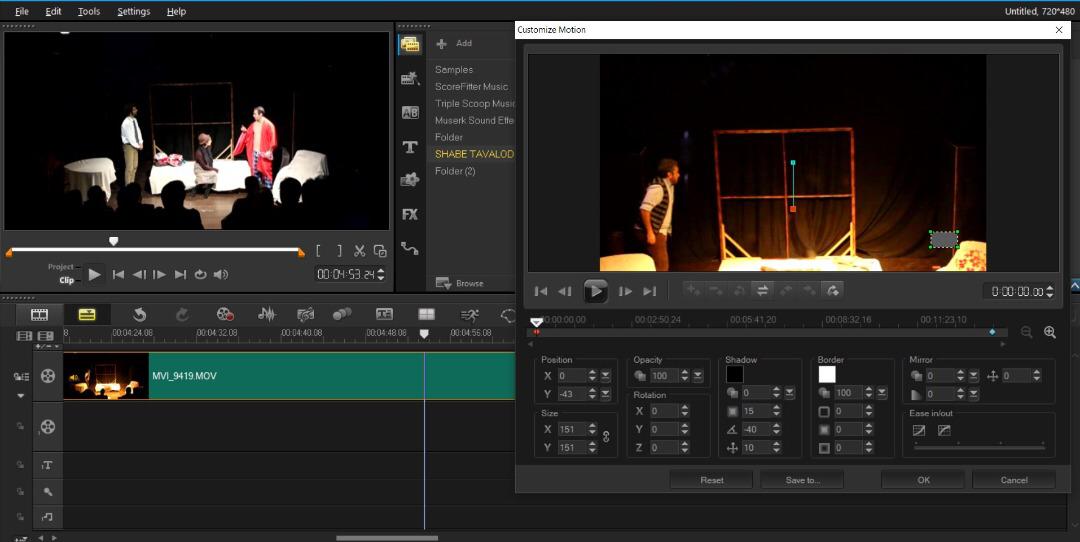 File Edit Tools Settings Help
Untitled, 720*480
Customize Motion
Add
Samples
ScoreFitter Music
Triple Scoop Music
Muserk Sound Effe
Folder
SHABE TAVALOD
Folder (2)
AB
T
FX
Browse
Project
Clip
00:04:53.24
0:00:00.00
0:00:00.00 00:02:50.24 00:05:41.20 00:08:32.16 00:11:23.10
8 00:04:24.08 00:04:32.08 00:04:40.08 00:04:48.08 00:04:56.08
MVI_9419.MOV
Position
X 0
Y -43
Size
X 151
Y 151
Opacity
100
Rotation
X 0
Y 0
Z 0
Shadow
0
15
-40
10
Border
100
0
0
0
Mirror
0 0
0
Ease in/out
Reset Save to... OK Cancel